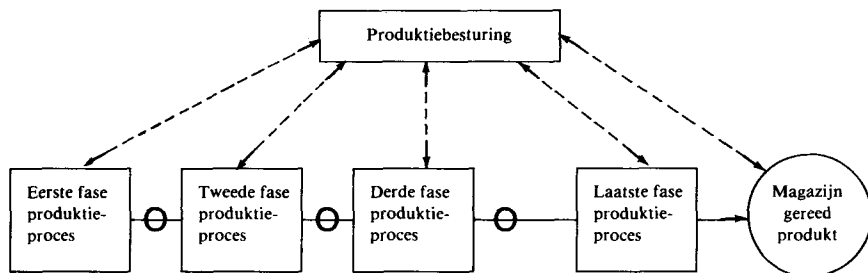 Produktiebesturing
Eerste fase
produktie-
proces
Tweede fase
produktie-
proces
Derde fase
produktie-
proces
Laatste fase
produktie-
proces
Magazijn
gereed
produkt